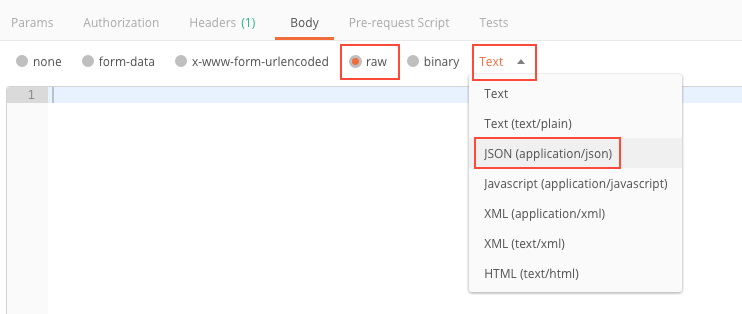 Params Authorization Headers (1) Body Pre-request Script Tests
none form-data x-www-form-urlencoded raw binary Text
1
Text
Text (text/plain)
JSON (application/json)
Javascript (application/javascript)
XML (application/xml)
XML (text/xml)
HTML (text/html)